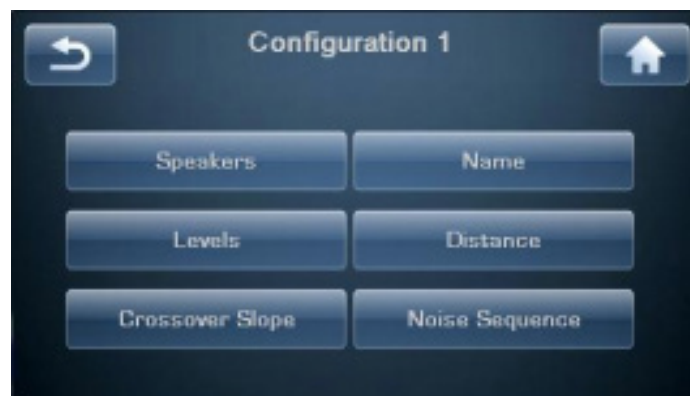 Configuration 1
Speakers Name
Levels Distance
Crossover Slope Noise Sequence